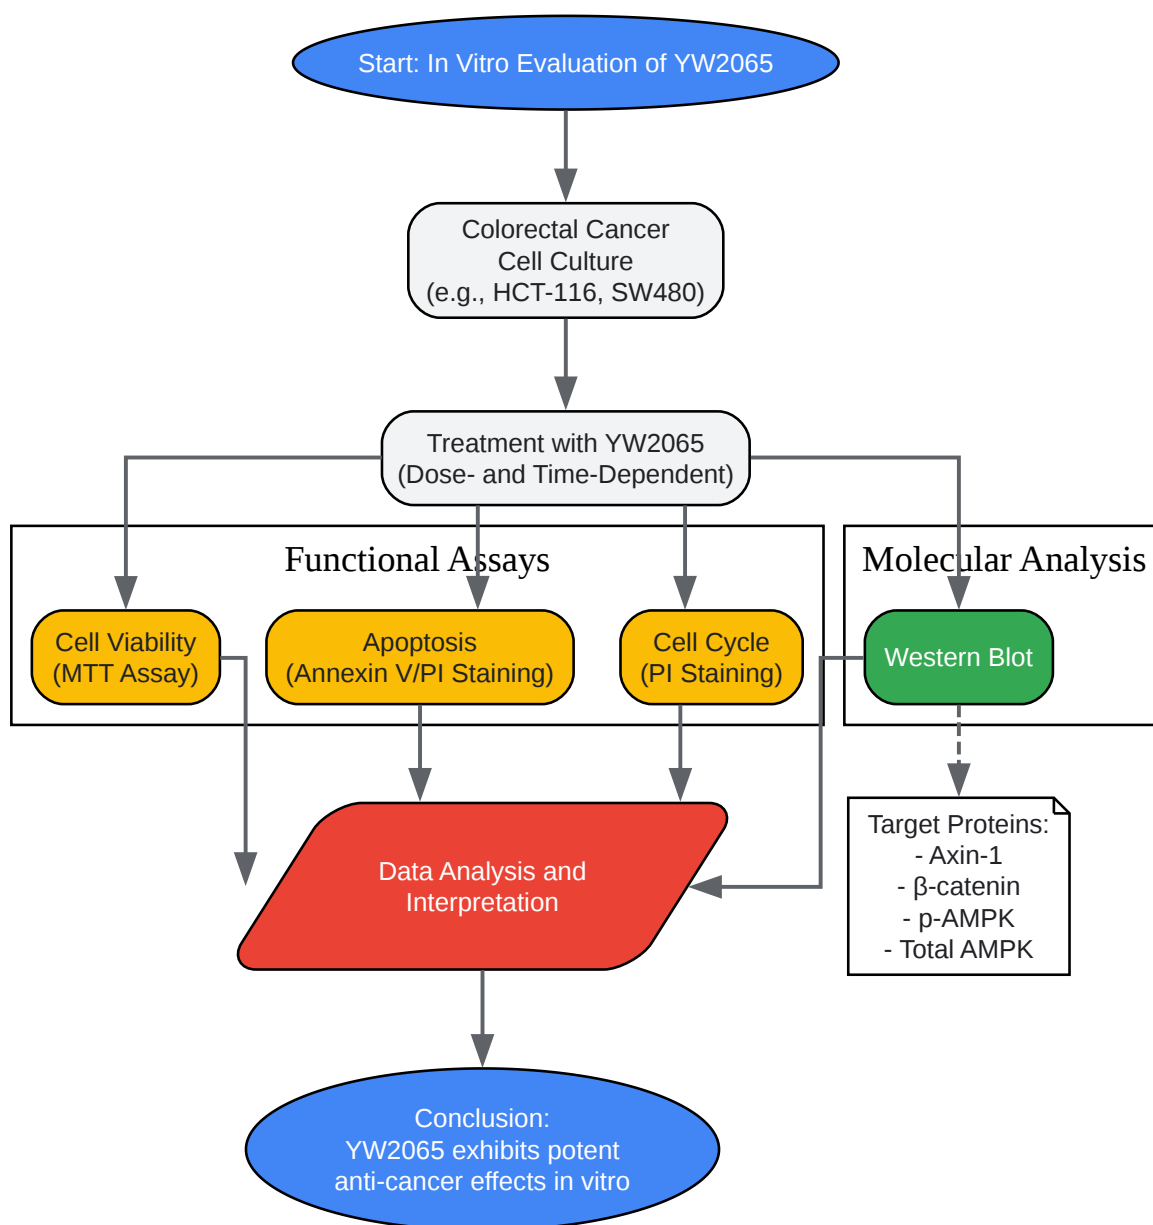 Start: In Vitro Evaluation of YW2065
Colorectal Cancer
Cell Culture
(e.g., HCT-116, SW480)
Treatment with YW2065
(Dose- and Time-Dependent)
Functional Assays
Molecular Analysis
Cell Viability
(MTT Assay)
Apoptosis
(Annexin V/PI Staining)
Cell Cycle
(PI Staining)
Western Blot
Target Proteins:
- Axin-1
- β-catenin
- p-AMPK
- Total AMPK
Data Analysis and
Interpretation
Conclusion:
YW2065 exhibits potent
anti-cancer effects in vitro